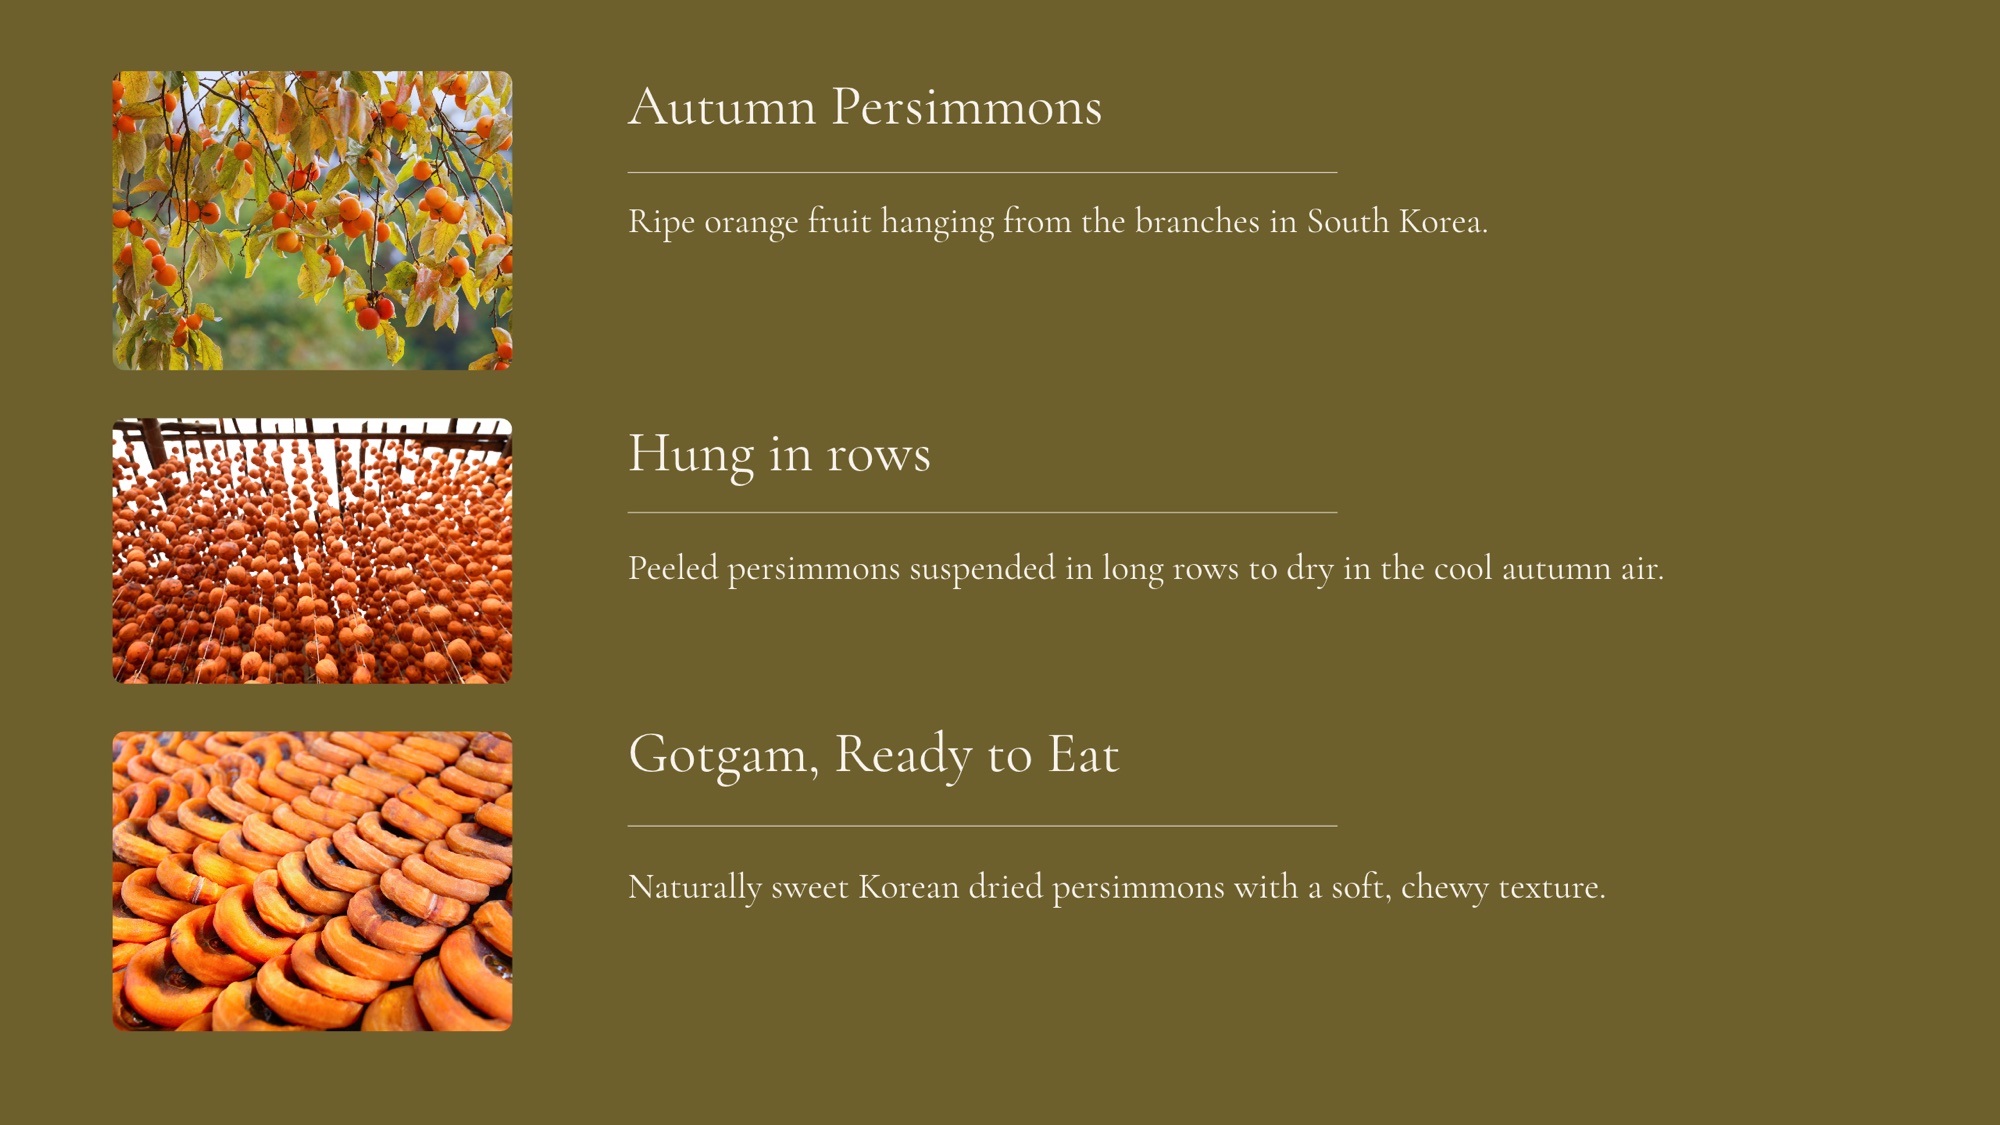 Autumn Persimmons
Ripe orange fruit hanging from the branches in South Korea.
Hung in rows
Peeled persimmons suspended in long rows to dry in the cool autumn air.
Gotgam, Ready to Eat
Naturally sweet Korean dried persimmons with a soft, chewy texture.